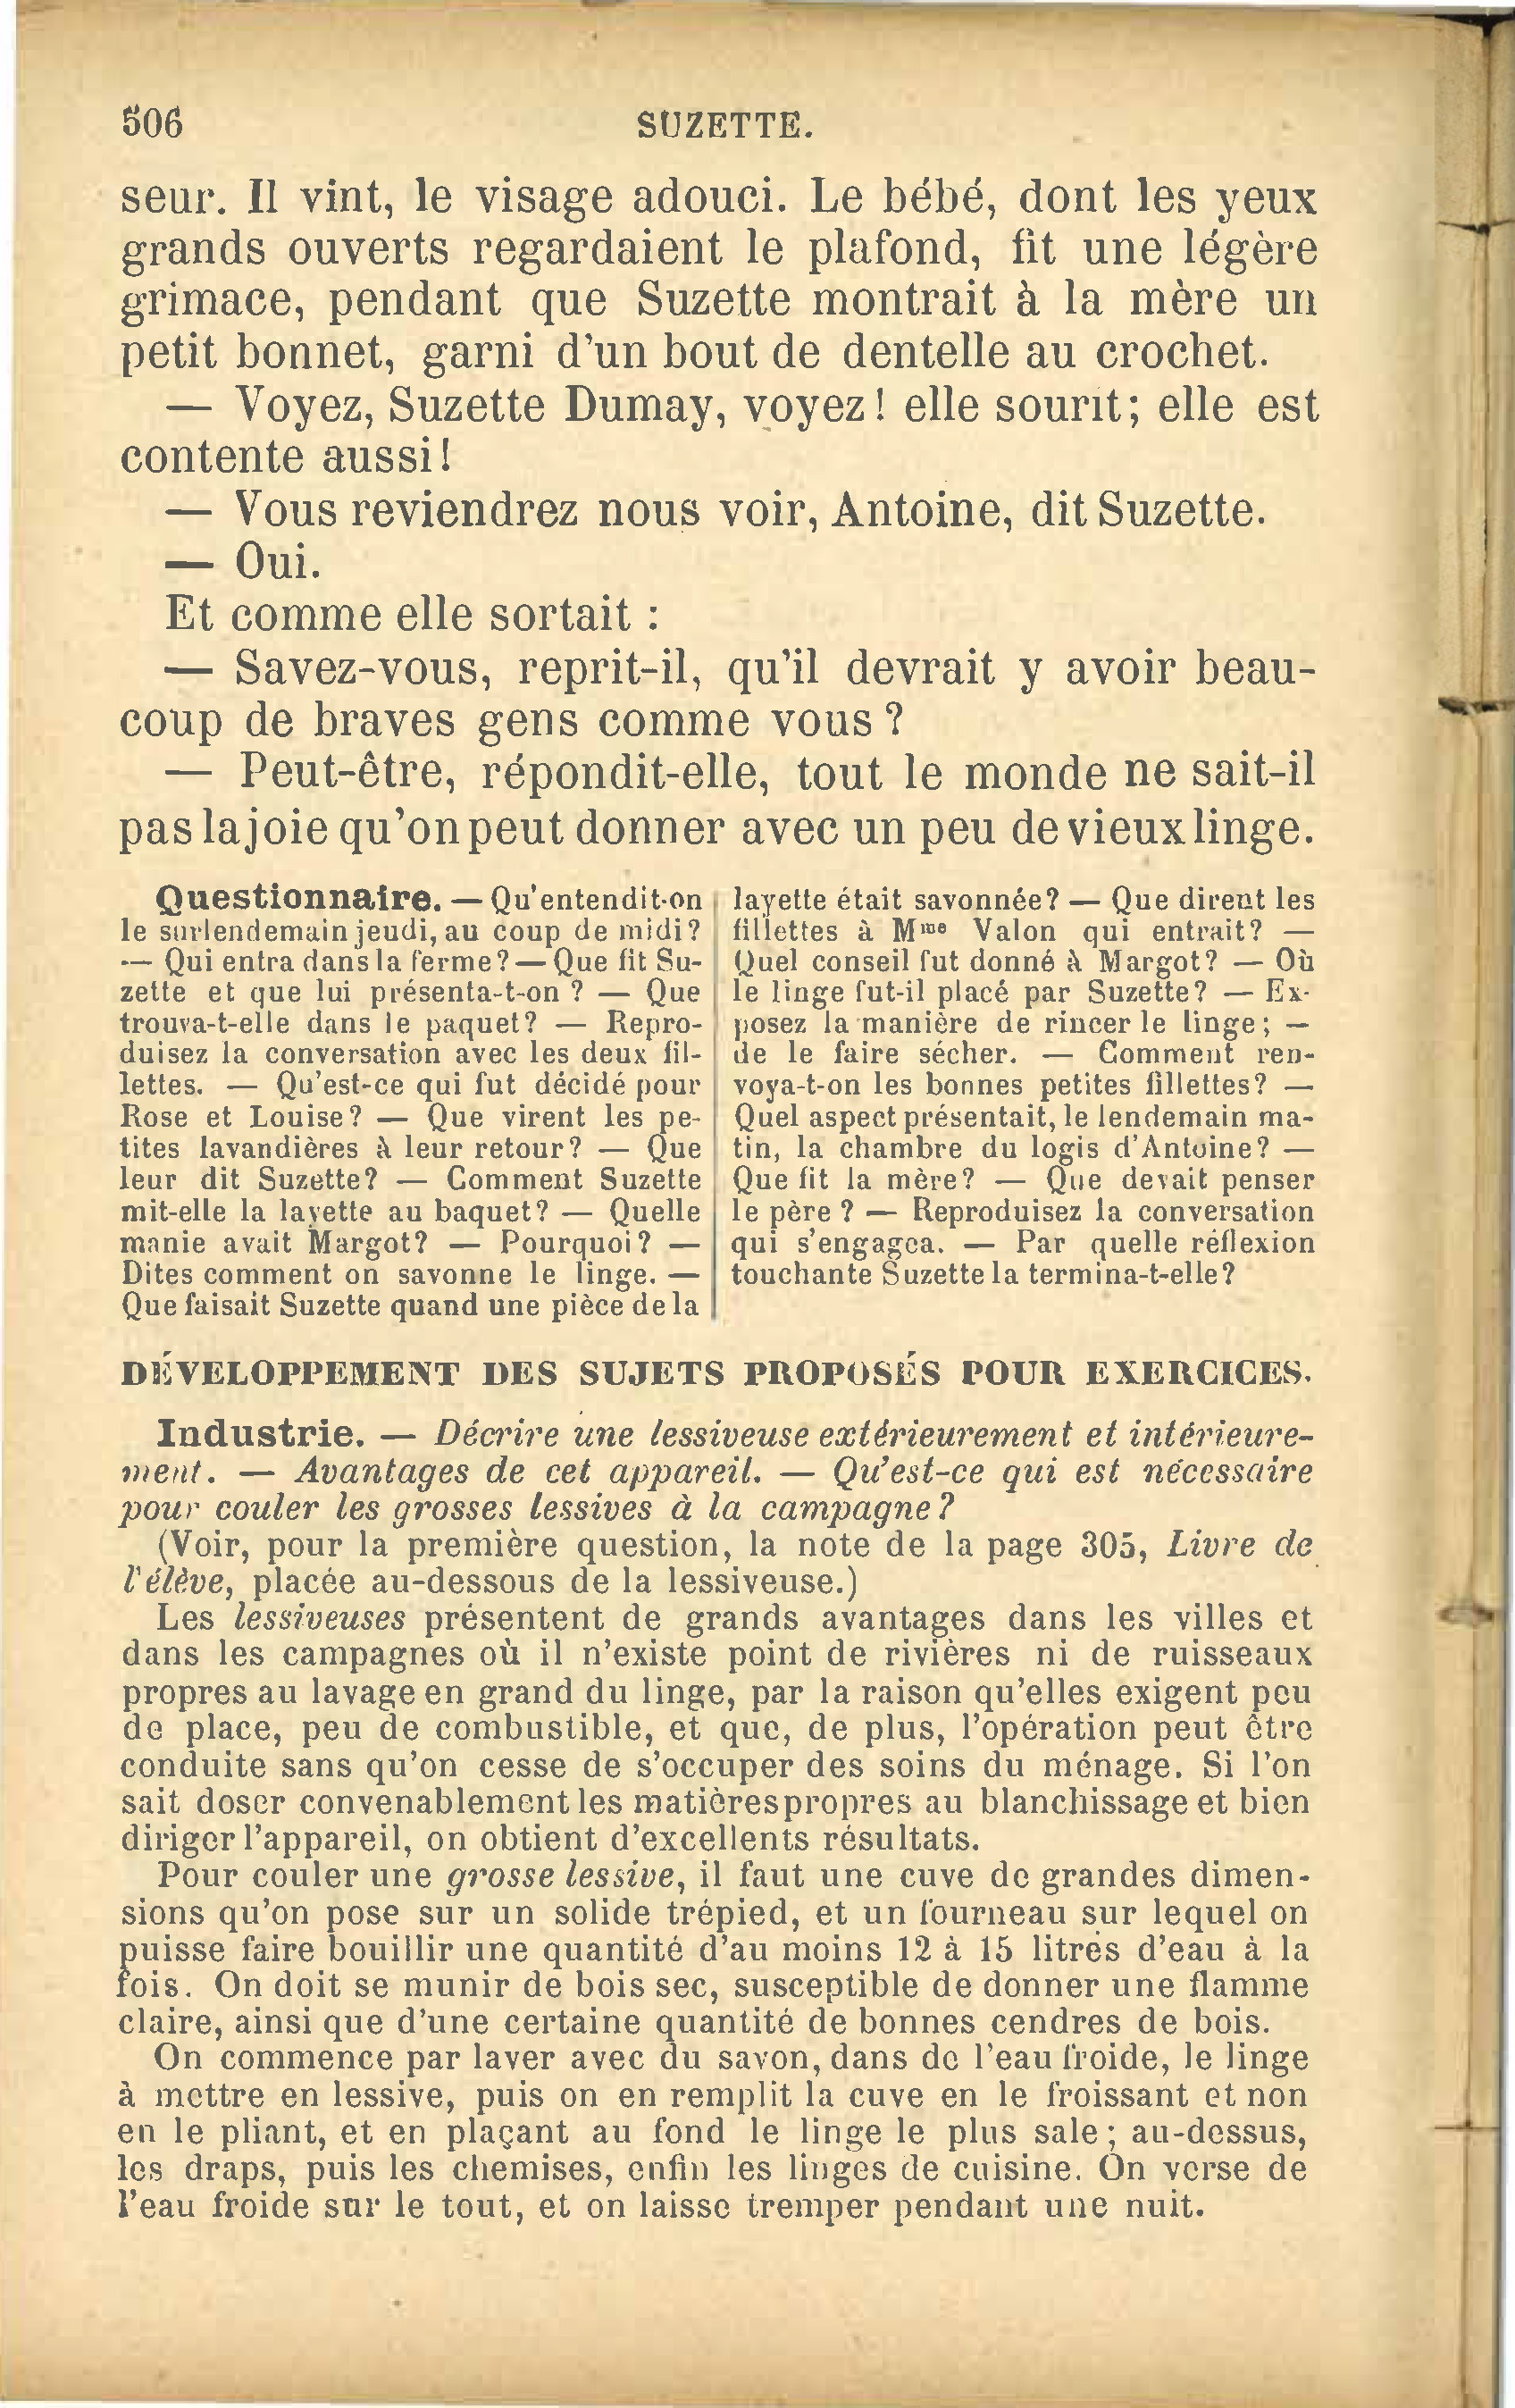 506
SUZETTE.
seur. Il vint, le visage adouci. Le bébé, dont les yeux
grands ouverts regardaient le plafond, fit une légère
grimace, pendant que Suzette montrait à la mère un
petit bonnet, garni d'un bout de dentelle au crochet.
— Voyez, Suzette Dumay, voyez! elle sourit; elle est
contente aussi!
— Vous reviendrez nous voir, Antoine, dit Suzette.
— Oui.
Et comme elle sortait :
— Savez-vous, reprit-il, qu'il devrait y avoir beau-
coup de braves gens comme vous?
— Peut-être, répondit-elle, tout le monde ne sait-il
pas la joie qu'on peut donner avec un peu de vieux linge.
Questionnaire. — Qu'entendit-on
le surlendemain jeudi, au coup de midi?
— Qui entra dans la ferme? — Que fit Su-
zette et que lui présenta-t-on? — Que
trouva-t-elle dans le paquet? — Repro-
duisez la conversation avec les deux fil-
lettes. — Qu'est-ce qui fut décidé pour
Rose et Louise? — Que virent les pe-
tites lavandières à leur retour? — Que
leur dit Suzette? — Comment Suzette
mit-elle la layette au baquet? — Quelle
manie avait Margot? — Pourquoi? —
Dites comment on savonne le linge. —
Que faisait Suzette quand une pièce de la
layette était savonnée? — Que dirent les
fillettes à Mme Valon qui entrait? —
Quel conseil fut donné à Margot? — Où
le linge fut-il placé par Suzette? — Ex-
posez la manière de rincer le linge; —
de le faire sécher. — Comment ren-
voya-t-on les bonnes petites fillettes? —
Quel aspect présentait, le lendemain ma-
tin, la chambre du logis d'Antoine? —
Que fit la mère? — Que devait penser
le père? — Reproduisez la conversation
qui s'engagea. — Par quelle réflexion
touchante Suzette la termina-t-elle?
DÉVELOPPEMENT DES SUJETS PROPOSÉS POUR EXERCICES.
Industrie. — Décrire une lessiveuse extérieurement et intérieure-
ment. — Avantages de cet appareil. — Qu'est-ce qui est nécessaire
pour couler les grosses lessives à la campagne?
(Voir, pour la première question, la note de la page 305, Livre de
l'élève, placée au-dessous de la lessiveuse.)
Les lessiveuses présentent de grands avantages dans les villes et
dans les campagnes où il n'existe point de rivières ni de ruisseaux
propres au lavage en grand du linge, par la raison qu'elles exigent peu
de place, peu de combustible, et que, de plus, l'opération peut être
conduite sans qu'on cesse de s'occuper des soins du ménage. Si l'on
sait doser convenablement les matières propres au blanchissage et bien
diriger l'appareil, on obtient d'excellents résultats.
Pour couler une grosse lessive, il faut une cuve de grandes dimen-
sions qu'on pose sur un solide trépied, et un fourneau sur lequel on
puisse faire bouillir une quantité d'au moins 12 à 15 litres d'eau à la
fois. On doit se munir de bois sec, susceptible de donner une flamme
claire, ainsi que d'une certaine quantité de bonnes cendres de bois.
On commence par laver avec du savon, dans de l'eau froide, le linge
à mettre en lessive, puis on en remplit la cuve en le froissant et non
en le pliant, et en plaçant au fond le linge le plus sale; au-dessus,
les draps, puis les chemises, enfin les linges de cuisine. On verse de
l'eau froide sur le tout, et on laisse tremper pendant une nuit.